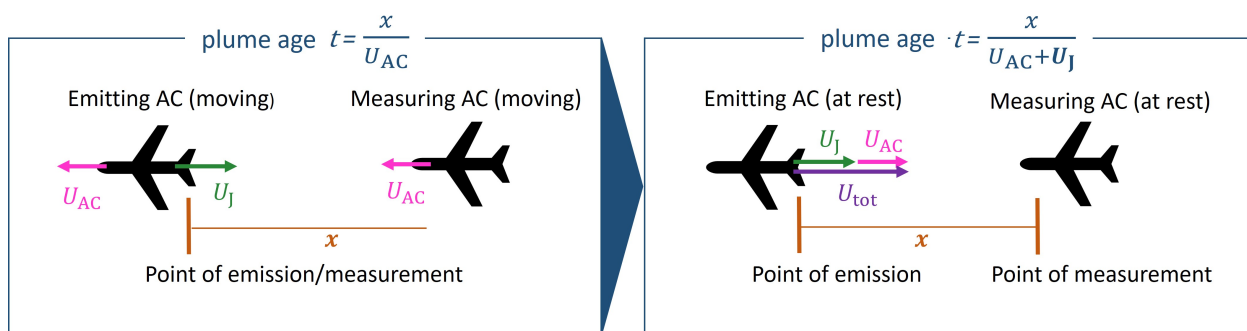 plume age t = x / U_AC
Emitting AC (moving)
Measuring AC (moving)
U_AC
U_J
U_AC
x
Point of emission/measurement
plume age t = x / U_AC+U_J
Emitting AC (at rest)
Measuring AC (at rest)
U_J
U_AC
U_tot
x
Point of emission
Point of measurement